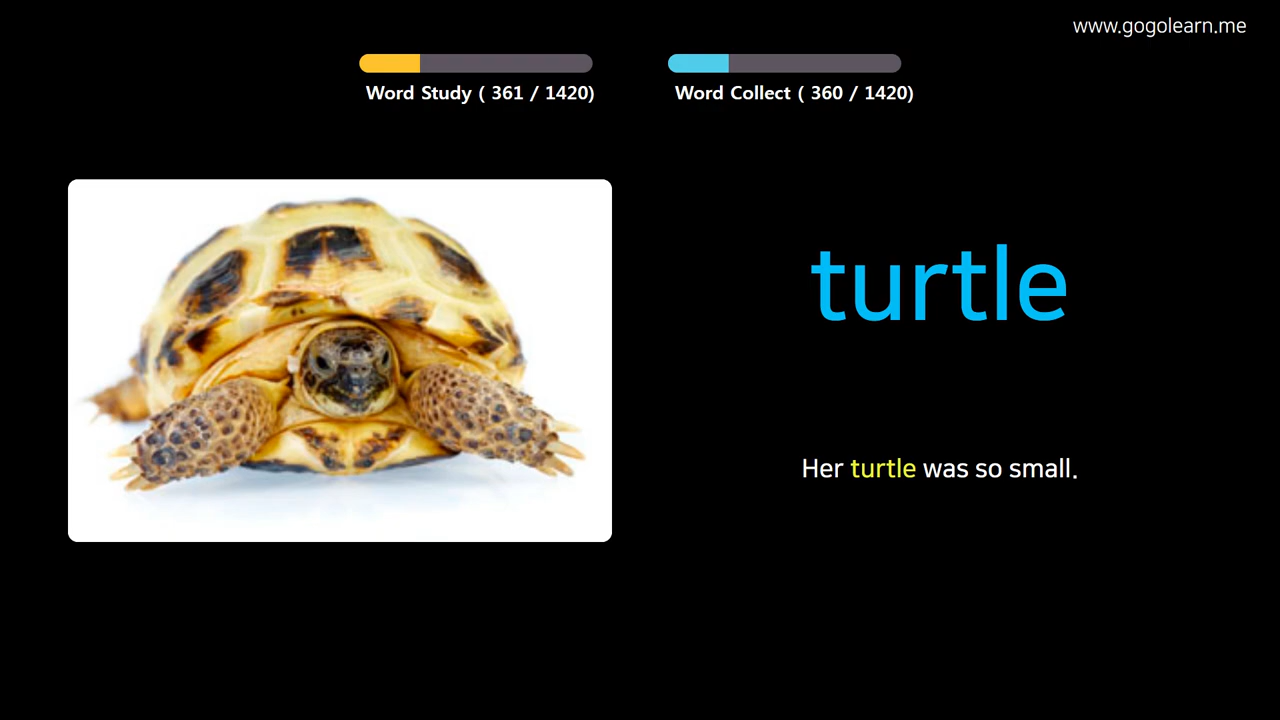 www.gogolearn.me
Word Study ( 361 / 1420)
Word Collect ( 360 / 1420)
turtle
Her turtle was so small.